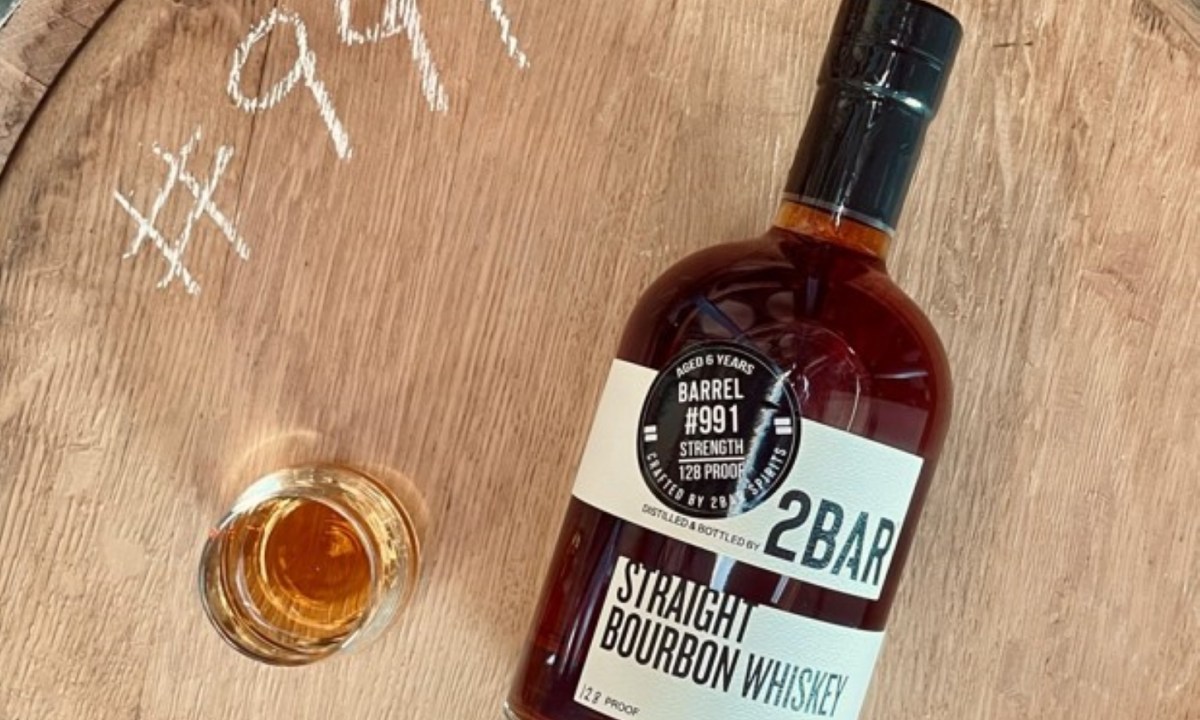 #991
AGED 6 YEARS
BARREL
#991
STRENGTH
128 PROOF
CRAFTED BY 2BAR SPIRITS
DISTILLED & BOTTLED BY
2BAR
STRAIGHT
BOURBON WHISKEY
128 PROOF